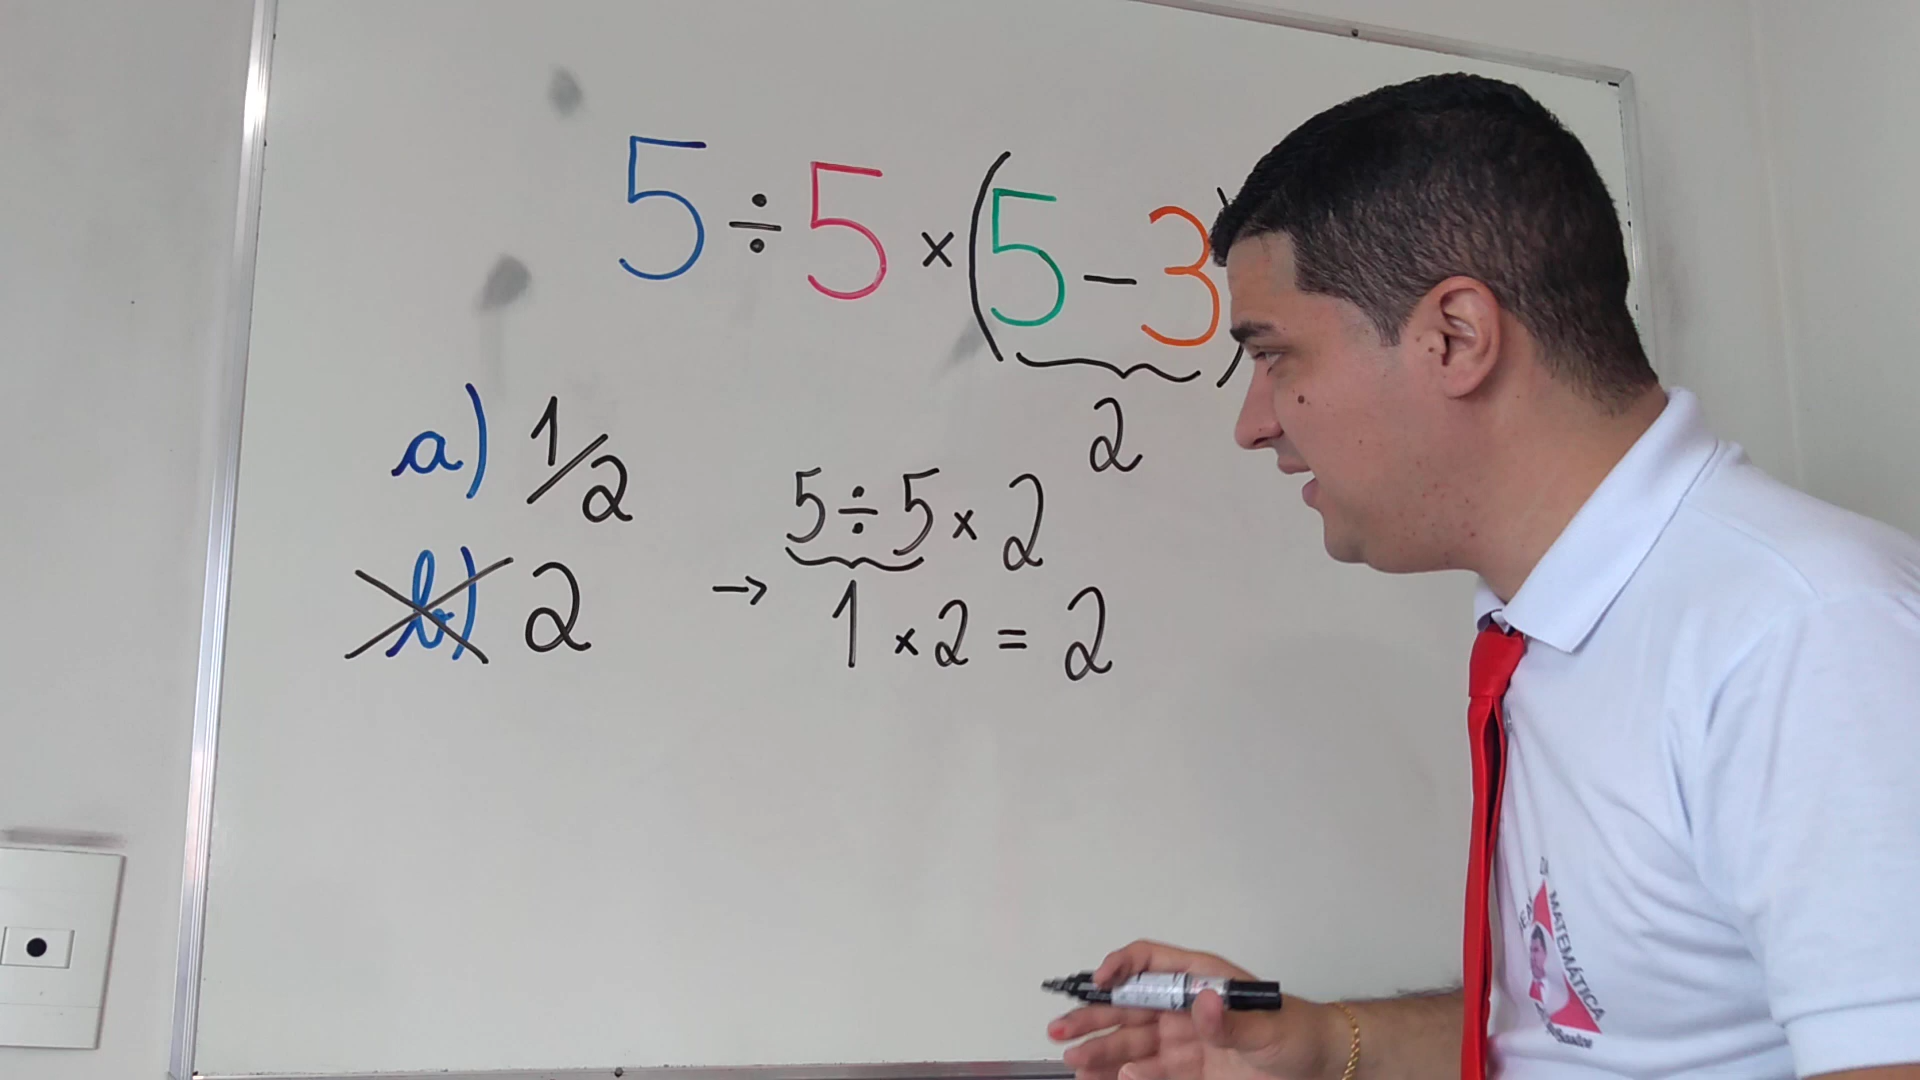 5 ÷ 5 × (5 − 3)
2
a) 1/2
5 ÷ 5 × 2
b) 2
→ 1 × 2 = 2
MATEMÁTICA